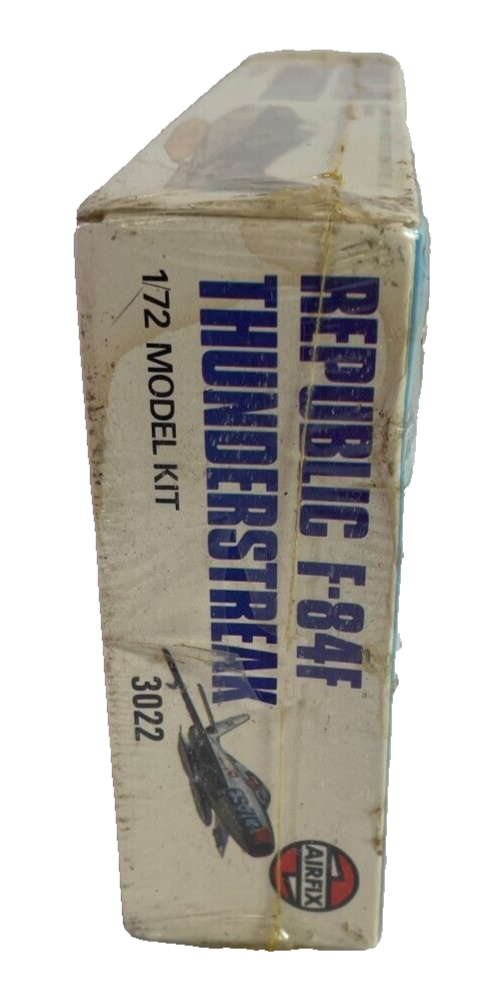 REPUBLIC F-84F
THUNDERSTREAK
1/72 MODEL KIT
3022
AIRFIX